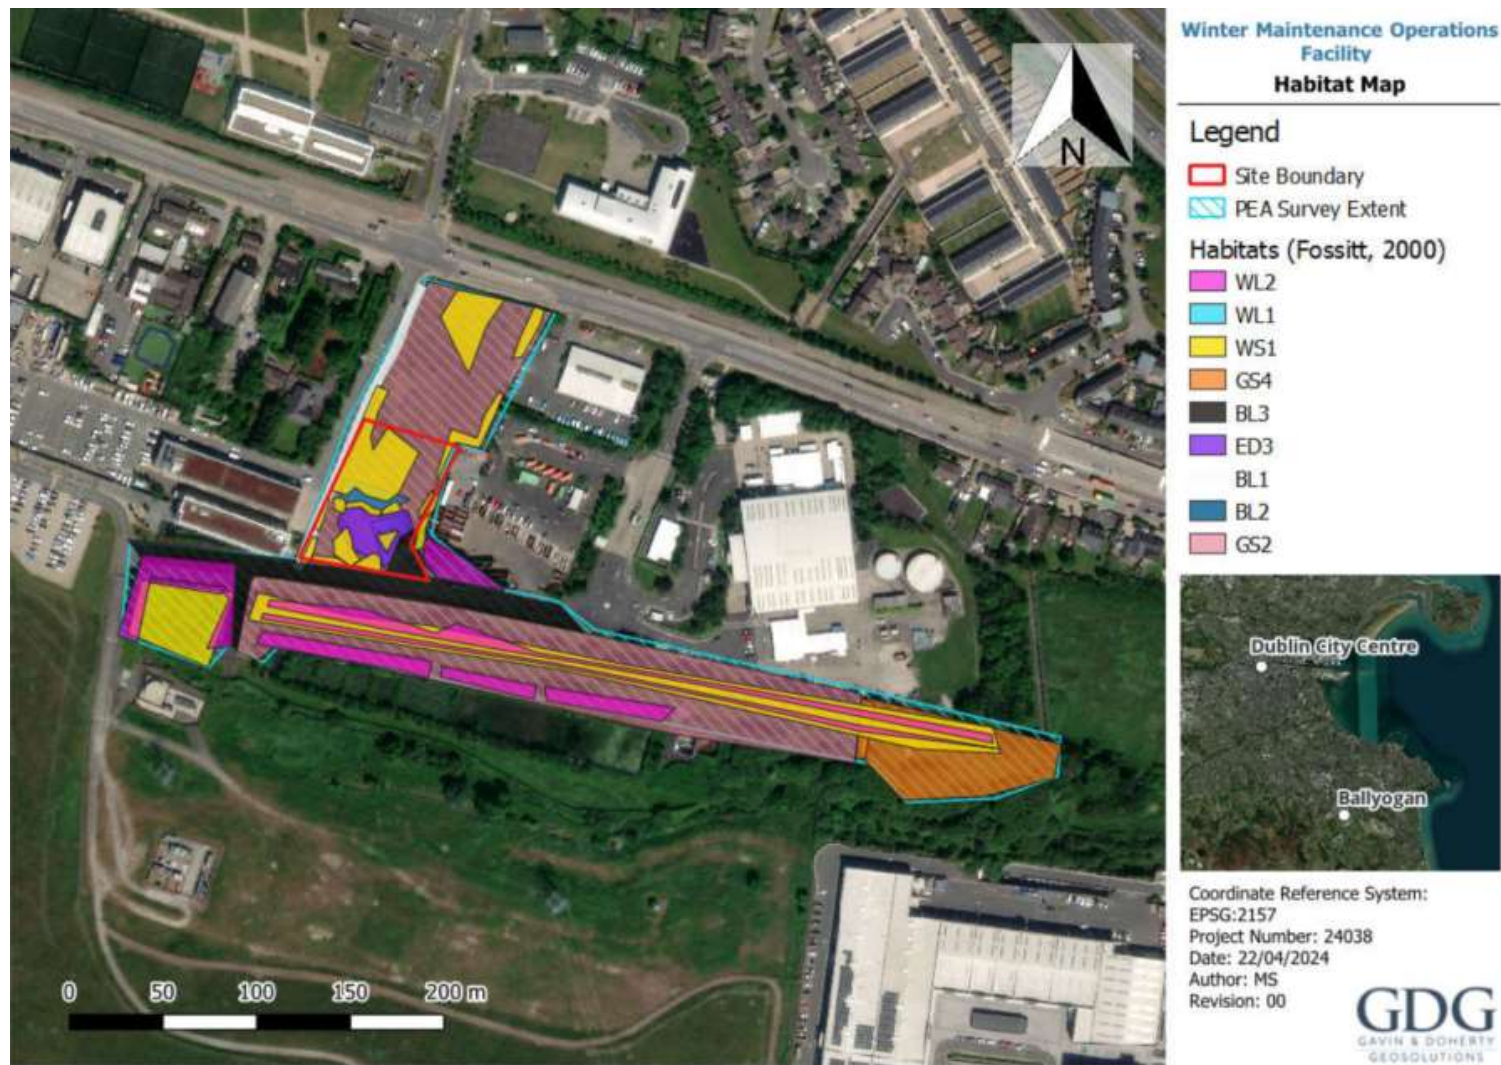 Winter Maintenance Operations
Facility
Habitat Map
N
Legend
Site Boundary
PEA Survey Extent
Habitats (Fossitt, 2000)
WL2
WL1
WS1
GS4
BL3
ED3
BL1
BL2
GS2
Dublin City Centre
Ballyogan
0 50 100 150 200 m
Coordinate Reference System:
EPSG:2157
Project Number: 24038
Date: 22/04/2024
Author: MS
Revision: 00
GDG
GAVIN & DOHERTY
GEOSOLUTIONS